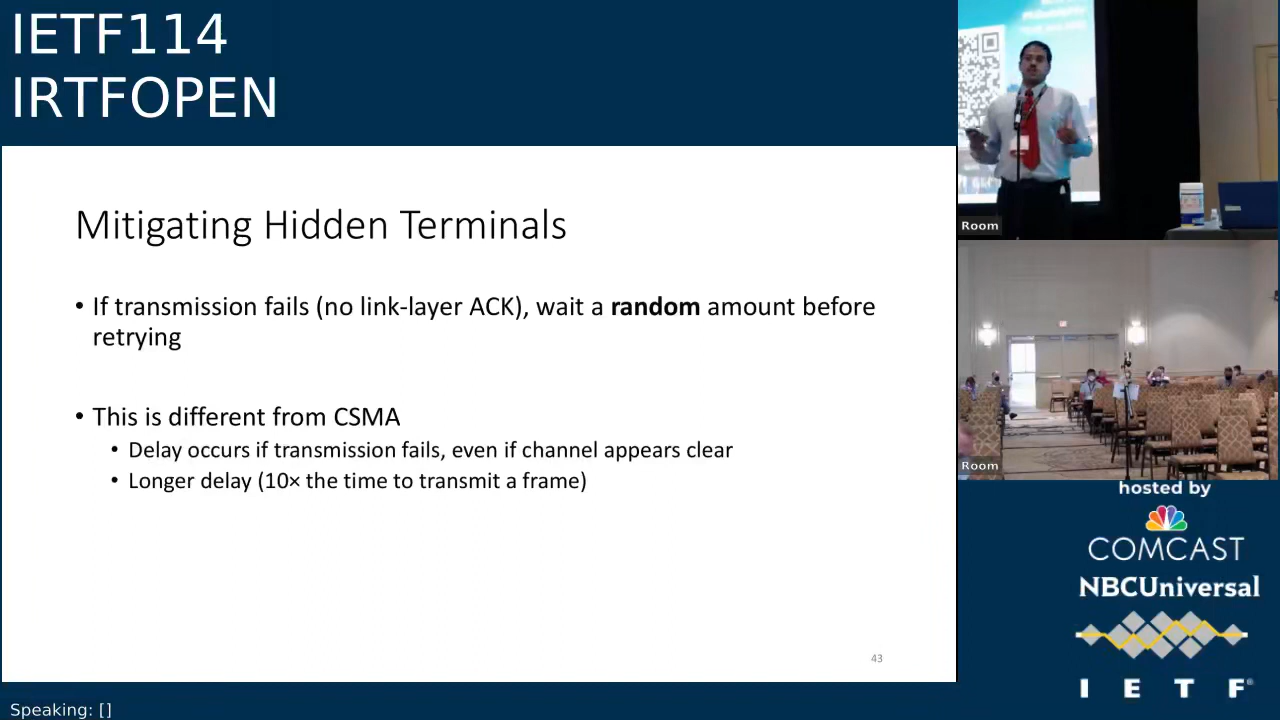 IETF114
IRTFOPEN
Mitigating Hidden Terminals
• If transmission fails (no link-layer ACK), wait a random amount before
retrying
• This is different from CSMA
• Delay occurs if transmission fails, even if channel appears clear
• Longer delay (10× the time to transmit a frame)
43
Room
Room
hosted by
COMCAST
NBCUniversal
I E T F®
Speaking: []